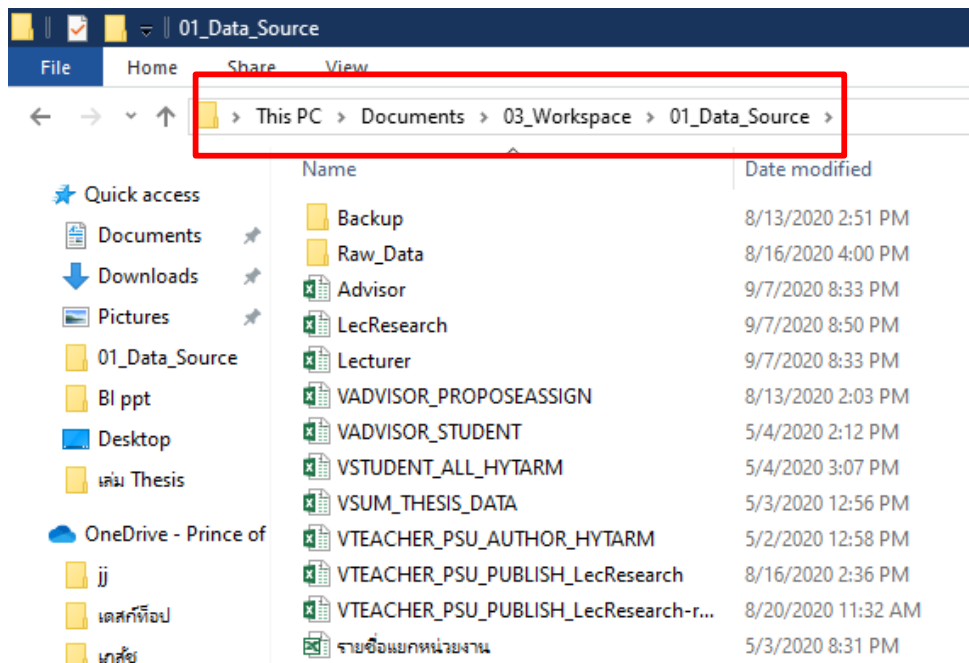 01_Data_Source
File Home Share View
This PC > Documents > 03_Workspace > 01_Data_Source >
Name Date modified
Quick access
Documents
Downloads
Pictures
01_Data_Source
BI ppt
Desktop
เล่ม Thesis
OneDrive - Prince of
jj
เดสก์ท็อป
เภสัช
Backup 8/13/2020 2:51 PM
Raw_Data 8/16/2020 4:00 PM
Advisor 9/7/2020 8:33 PM
LecResearch 9/7/2020 8:50 PM
Lecturer 9/7/2020 8:33 PM
VADVISOR_PROPOSEASSIGN 8/13/2020 2:03 PM
VADVISOR_STUDENT 5/4/2020 2:12 PM
VSTUDENT_ALL_HYTARM 5/4/2020 3:07 PM
VSUM_THESIS_DATA 5/3/2020 12:56 PM
VTEACHER_PSU_AUTHOR_HYTARM 5/2/2020 12:58 PM
VTEACHER_PSU_PUBLISH_LecResearch 8/16/2020 2:36 PM
VTEACHER_PSU_PUBLISH_LecResearch-r... 8/20/2020 11:32 AM
รายชื่อแยกหน่วยงาน 5/3/2020 8:31 PM